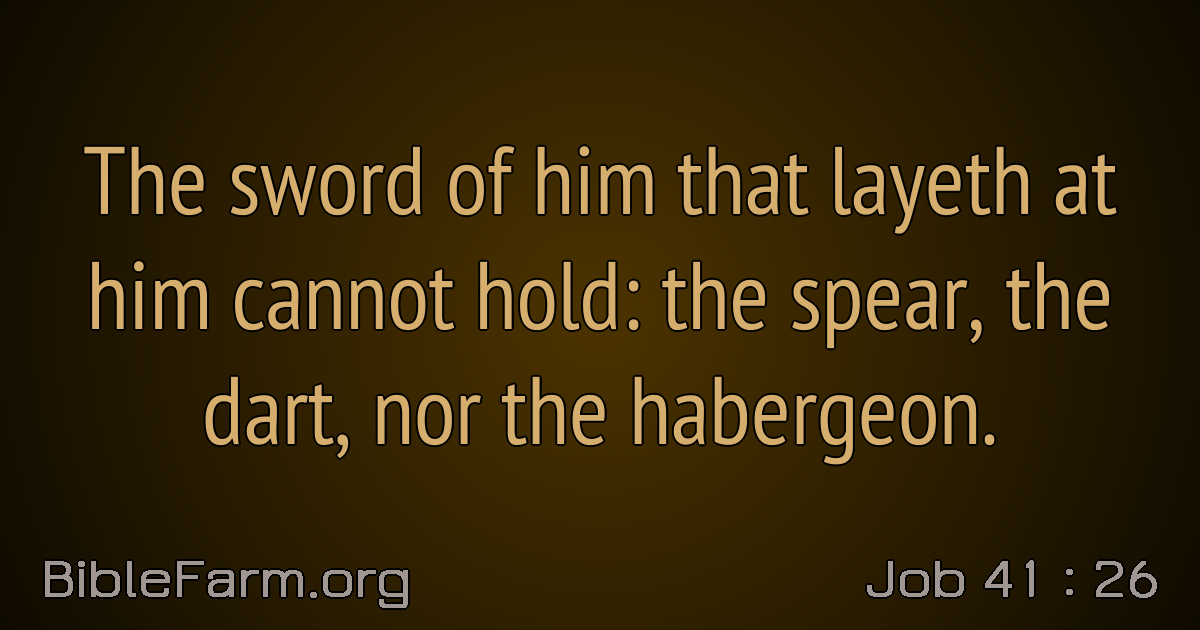 The sword of him that layeth at
him cannot hold: the spear, the
dart, nor the habergeon.
BibleFarm.org
Job 41 : 26